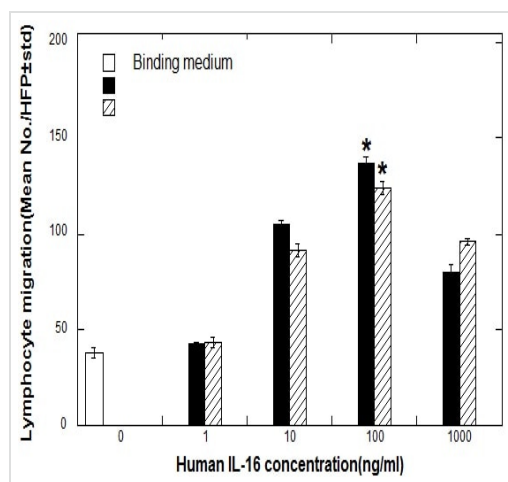 200
150
100
50
0
Lymphocyte migration(Mean No./HFP±std)
Binding medium
*
*
0 1 10 100 1000
Human IL-16 concentration(ng/ml)